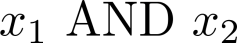 x₁ AND x₂